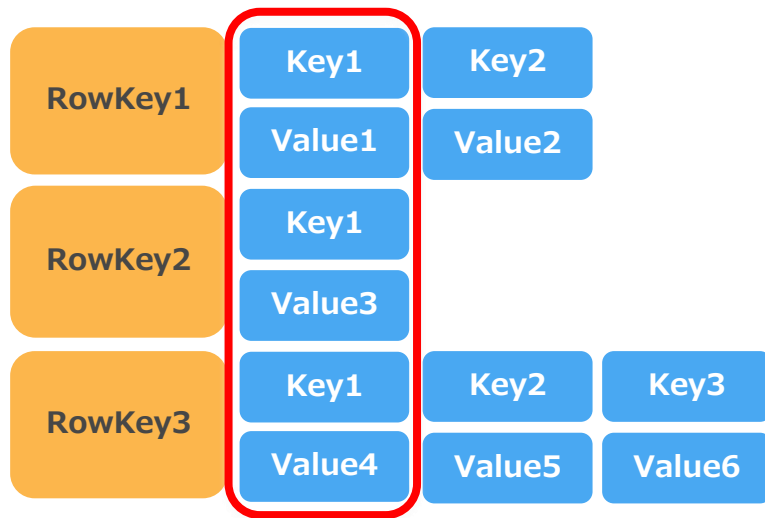 RowKey1
Key1
Key2
Value1
Value2
RowKey2
Key1
Value3
RowKey3
Key1
Key2
Key3
Value4
Value5
Value6